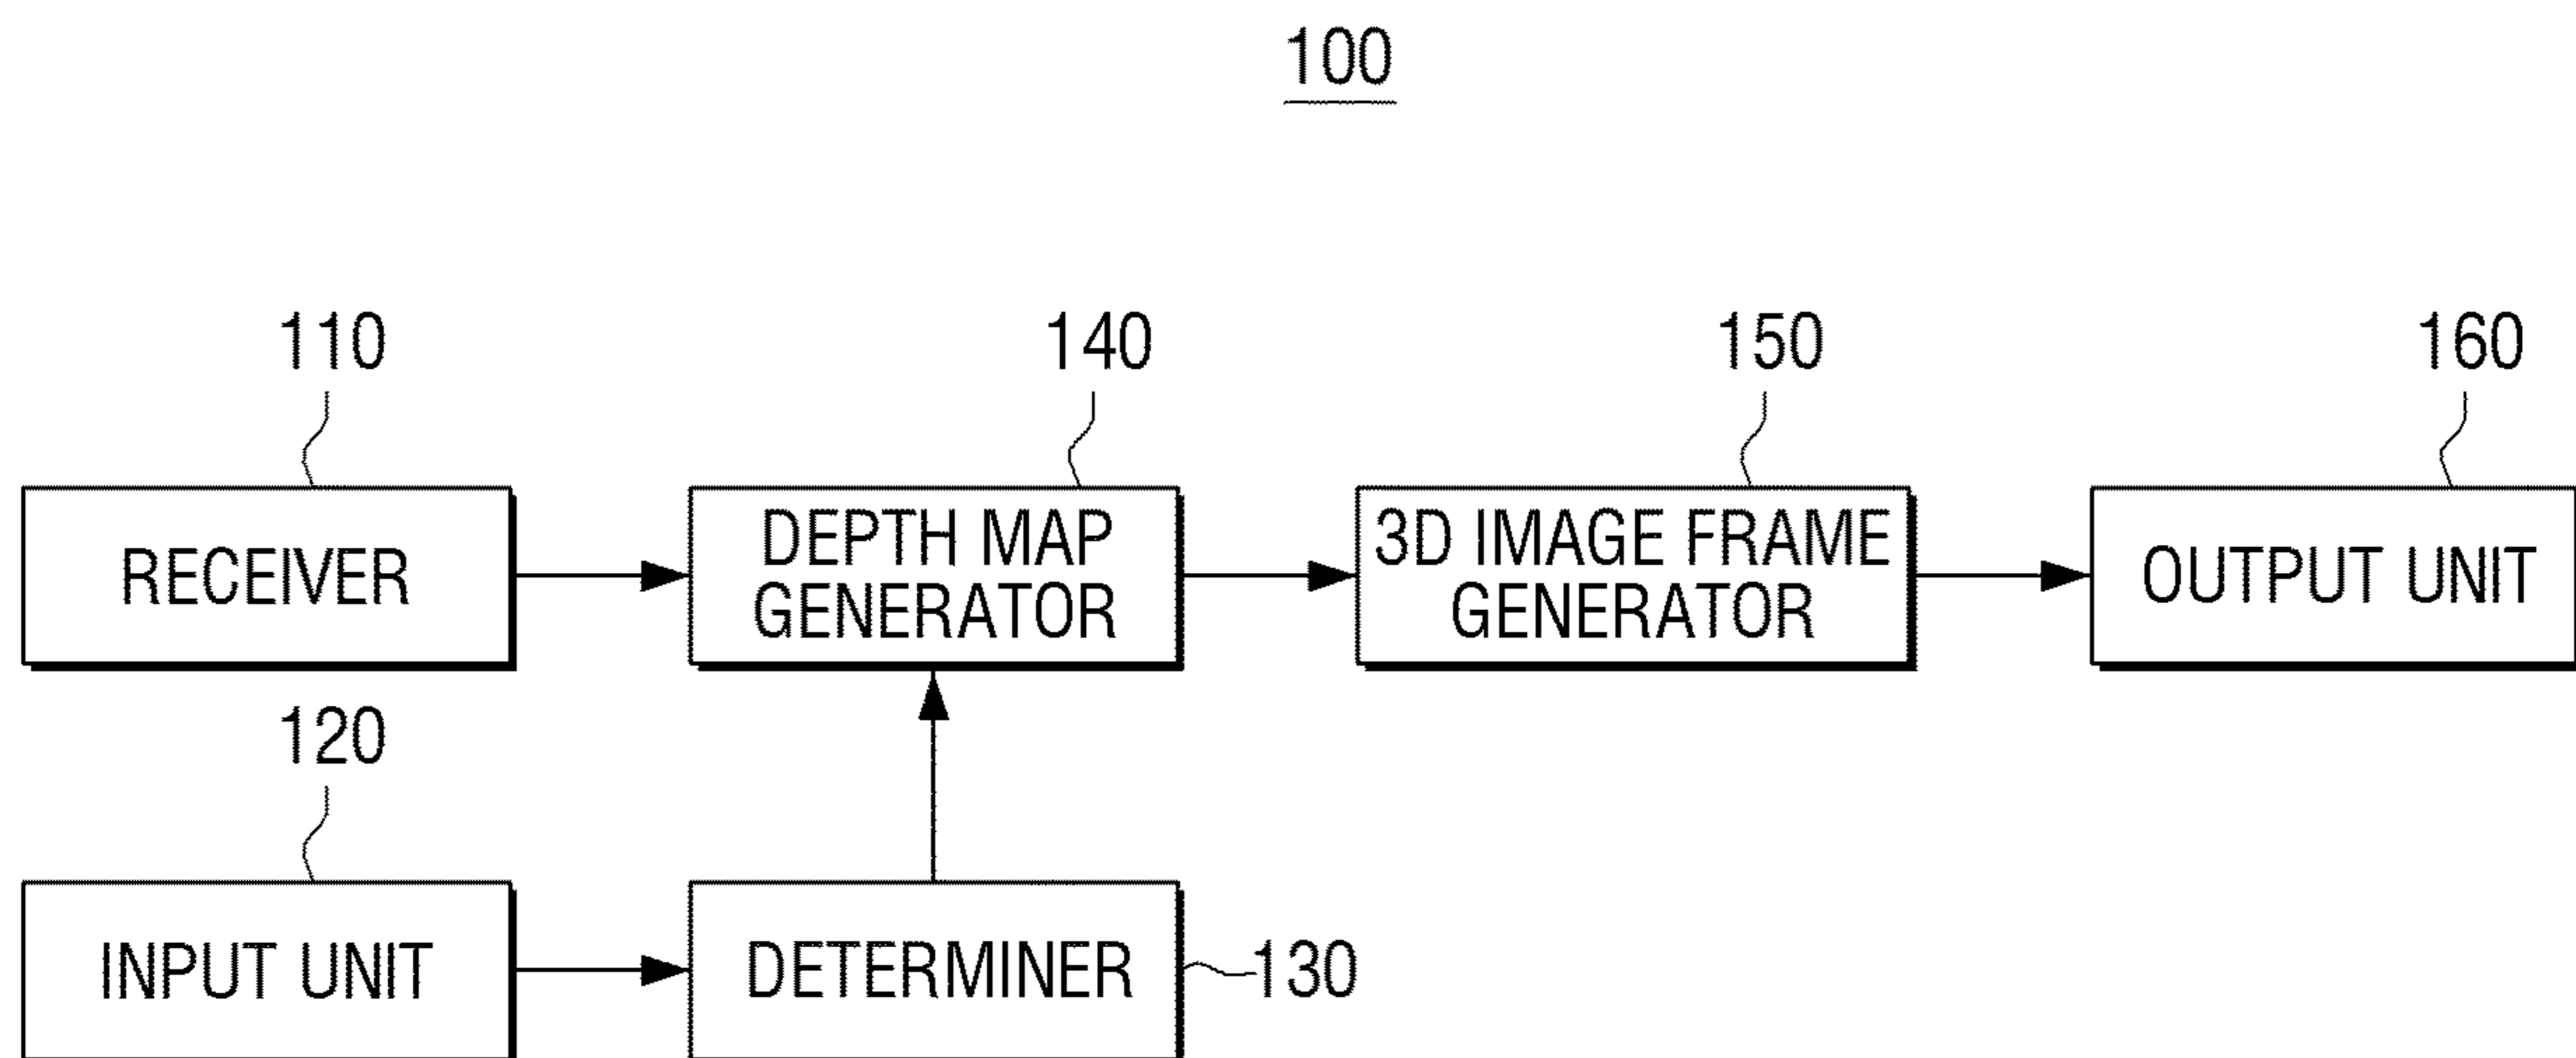 100
110
140
150
160
RECEIVER
DEPTH MAP
GENERATOR
3D IMAGE FRAME
GENERATOR
OUTPUT UNIT
120
INPUT UNIT
DETERMINER
130